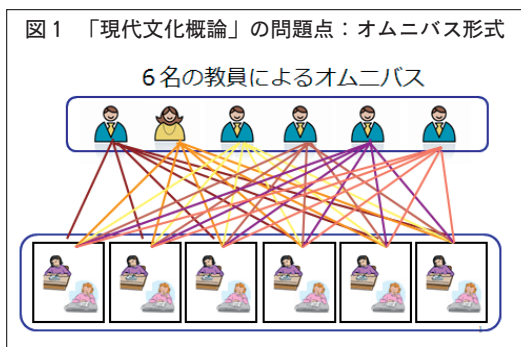 図1 「現代文化概論」の問題点：オムニバス形式
6名の教員によるオムニバス
1